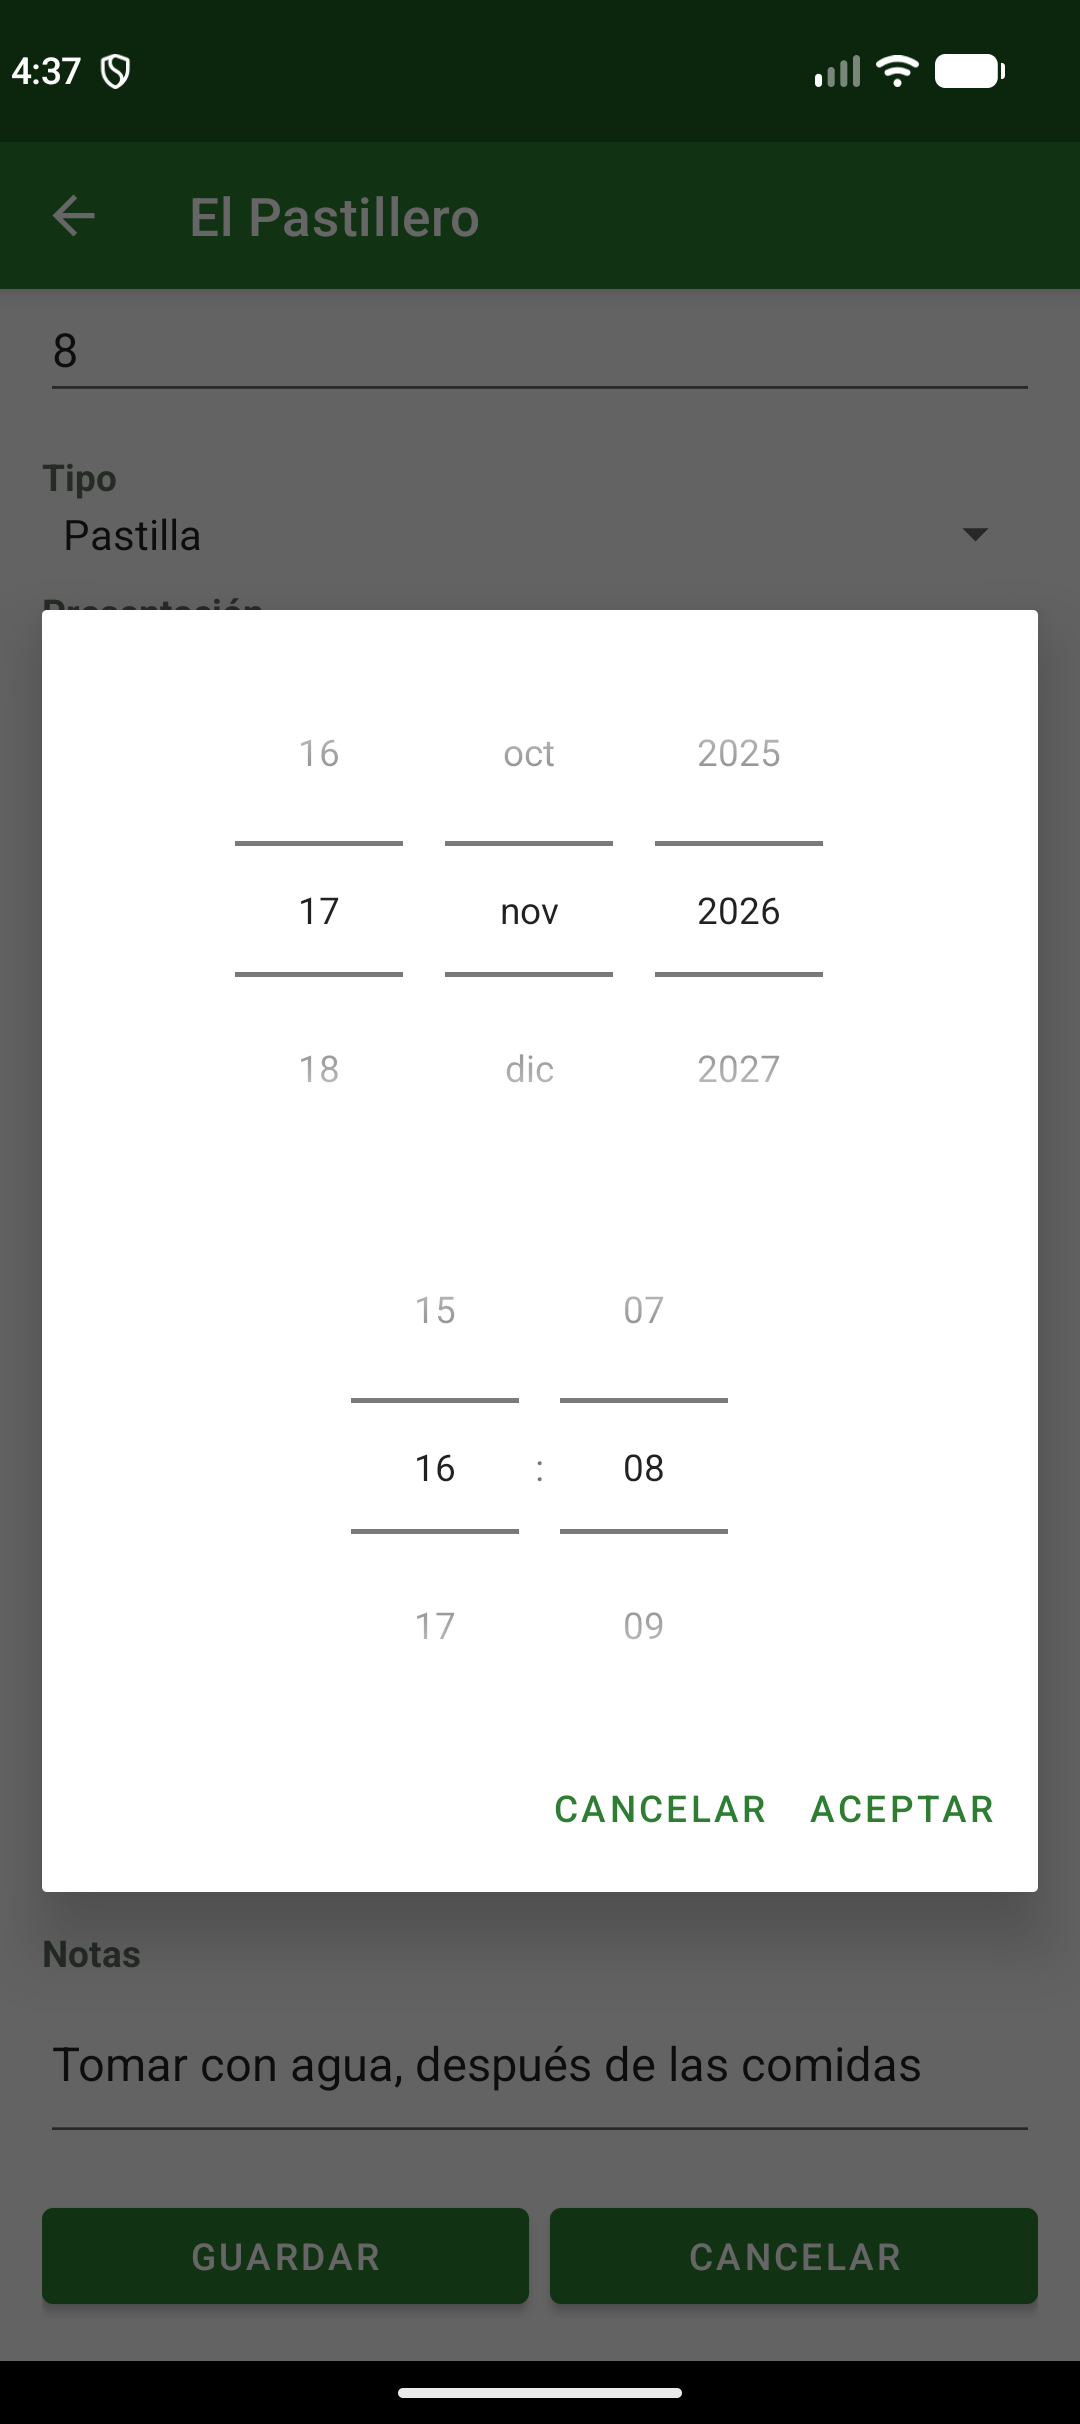 4:37
El Pastillero
8
Tipo
Pastilla
Presentación
16 oct 2025
17 nov 2026
18 dic 2027
15 07
16 : 08
17 09
CANCELAR ACEPTAR
Notas
Tomar con agua, después de las comidas
GUARDAR CANCELAR